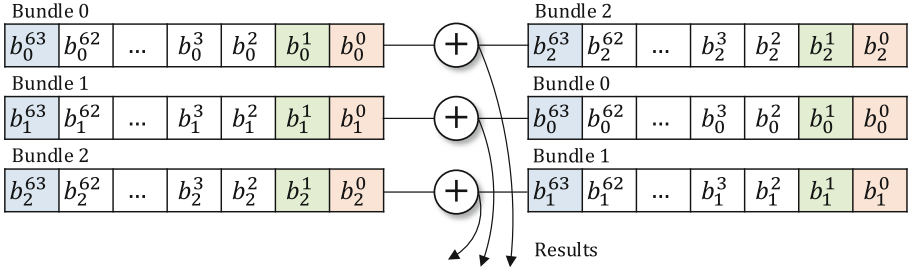 Bundle 0 Bundle 2
b₀⁶³ b₀⁶² ... b₀³ b₀² b₀¹ b₀⁰ + b₂⁶³ b₂⁶² ... b₂³ b₂² b₂¹ b₂⁰
Bundle 1 Bundle 0
b₁⁶³ b₁⁶² ... b₁³ b₁² b₁¹ b₁⁰ + b₀⁶³ b₀⁶² ... b₀³ b₀² b₀¹ b₀⁰
Bundle 2 Bundle 1
b₂⁶³ b₂⁶² ... b₂³ b₂² b₂¹ b₂⁰ + b₁⁶³ b₁⁶² ... b₁³ b₁² b₁¹ b₁⁰
Results